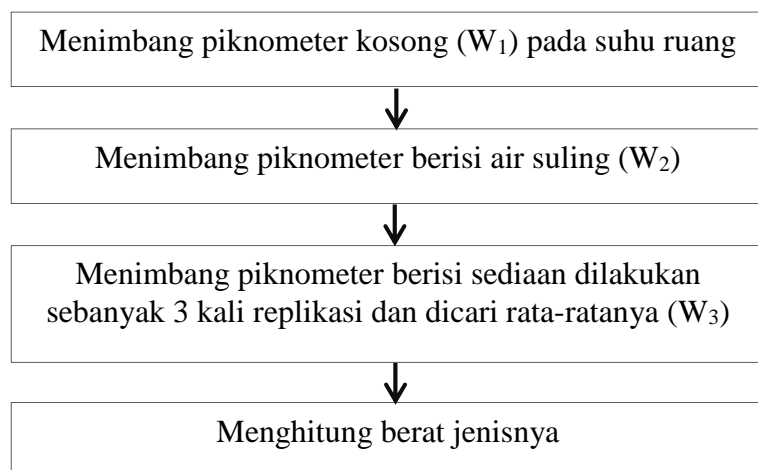 Menimbang piknometer kosong (W₁) pada suhu ruang
Menimbang piknometer berisi air suling (W₂)
Menimbang piknometer berisi sediaan dilakukan
sebanyak 3 kali replikasi dan dicari rata-ratanya (W₃)
Menghitung berat jenisnya